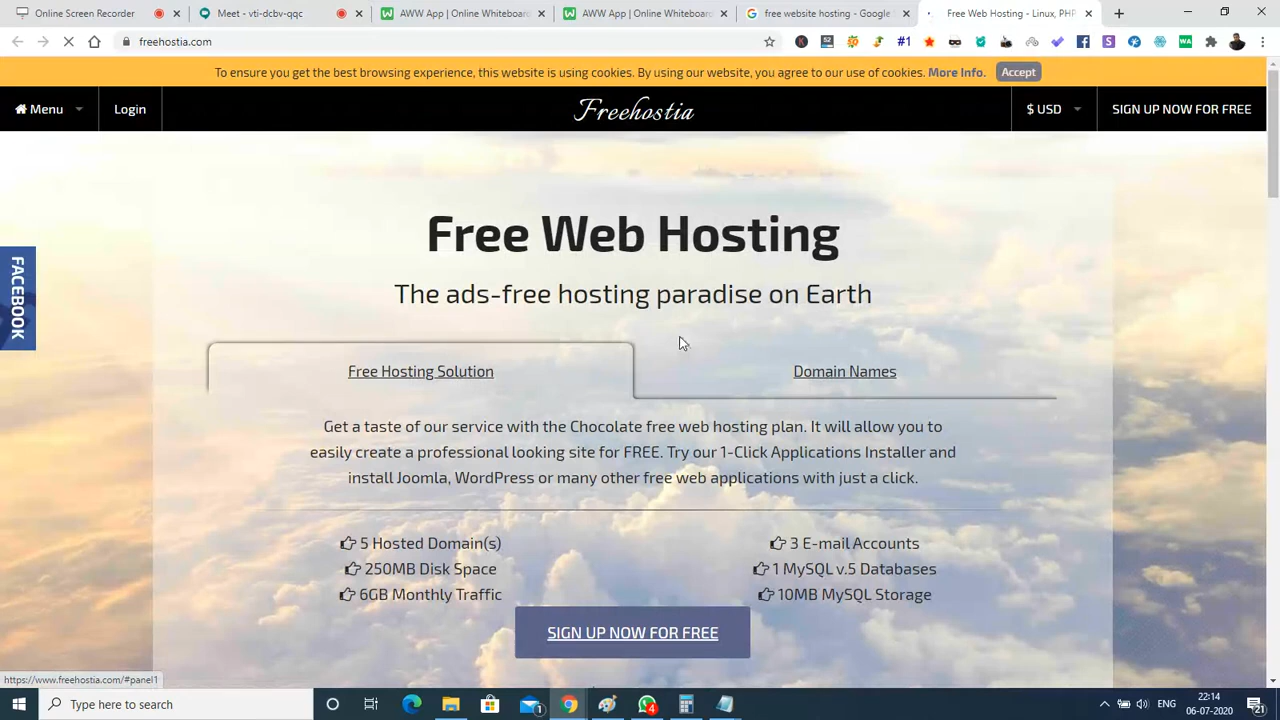 Online Screen Recorder
Meet - vti-dcbv-qqc
AWW App | Online Whiteboard
AWW App | Online Whiteboard
free website hosting - Google
Free Web Hosting - Linux, PHP
freehostia.com
52
#1
To ensure you get the best browsing experience, this website is using cookies. By using our website, you agree to our use of cookies. More Info. Accept
Menu
Login
Freehostia
$ USD
SIGN UP NOW FOR FREE
FACEBOOK
Free Web Hosting
The ads-free hosting paradise on Earth
Free Hosting Solution
Domain Names
Get a taste of our service with the Chocolate free web hosting plan. It will allow you to
easily create a professional looking site for FREE. Try our 1-Click Applications Installer and
install Joomla, WordPress or many other free web applications with just a click.
5 Hosted Domain(s)
3 E-mail Accounts
250MB Disk Space
1 MySQL v.5 Databases
6GB Monthly Traffic
10MB MySQL Storage
SIGN UP NOW FOR FREE
https://www.freehostia.com/#panel1
Type here to search
1
4
ENG
22:14
06-07-2020
21